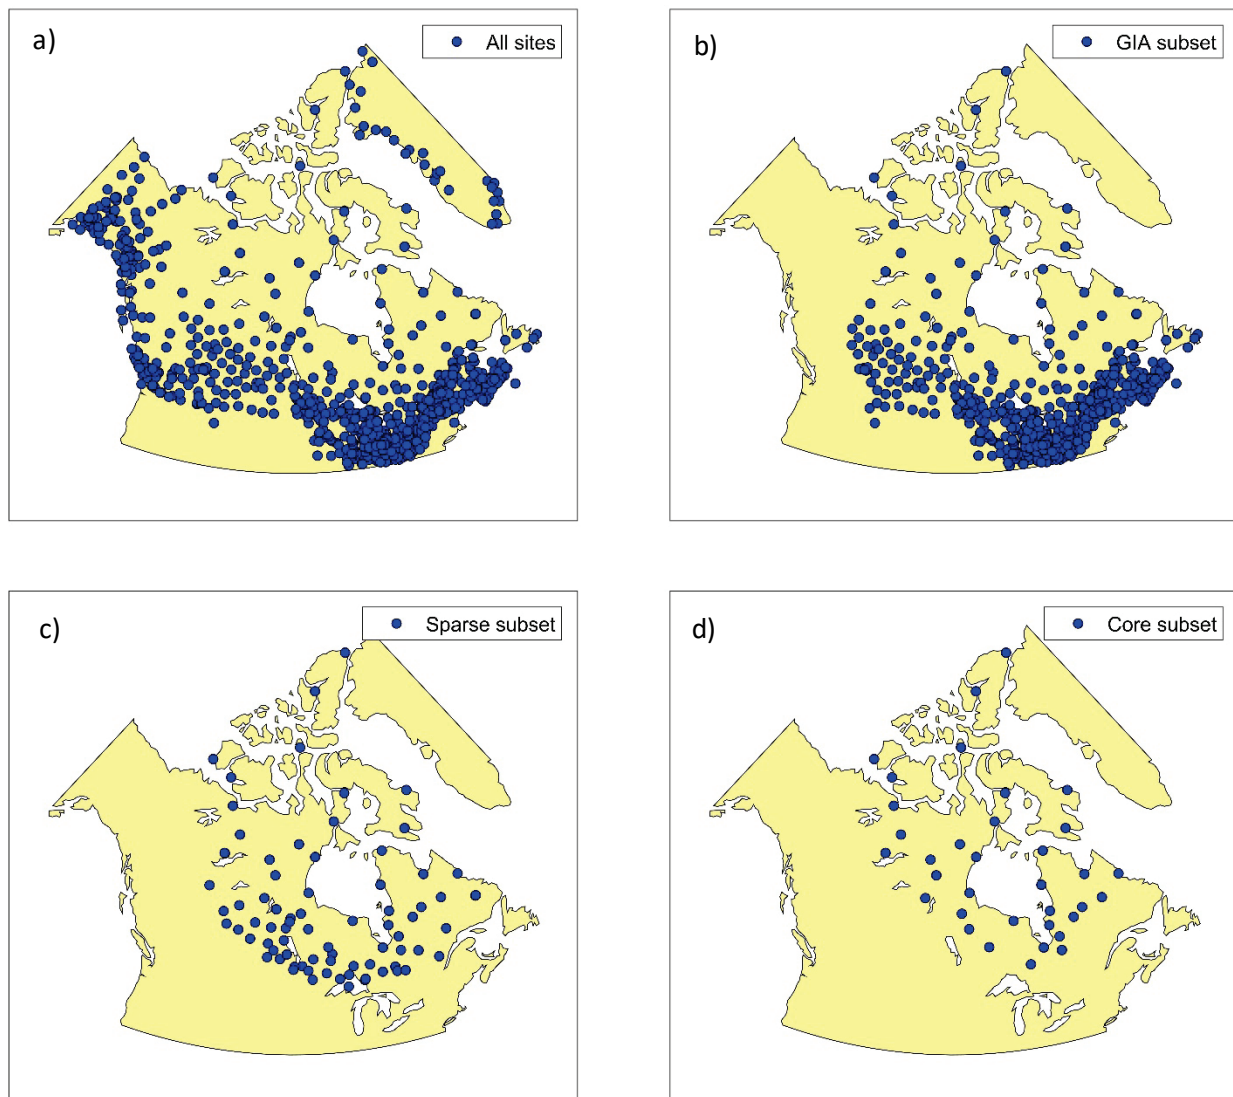 a)
All sites
b)
GIA subset
c)
Sparse subset
d)
Core subset